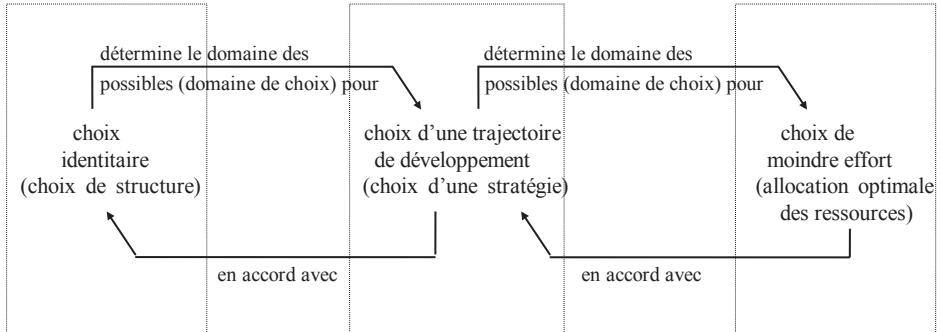 détermine le domaine des
possibles (domaine de choix) pour
détermine le domaine des
possibles (domaine de choix) pour
choix
identitaire
(choix de structure)
choix d’une trajectoire
de développement
(choix d’une stratégie)
choix de
moindre effort
(allocation optimale
des ressources)
en accord avec
en accord avec